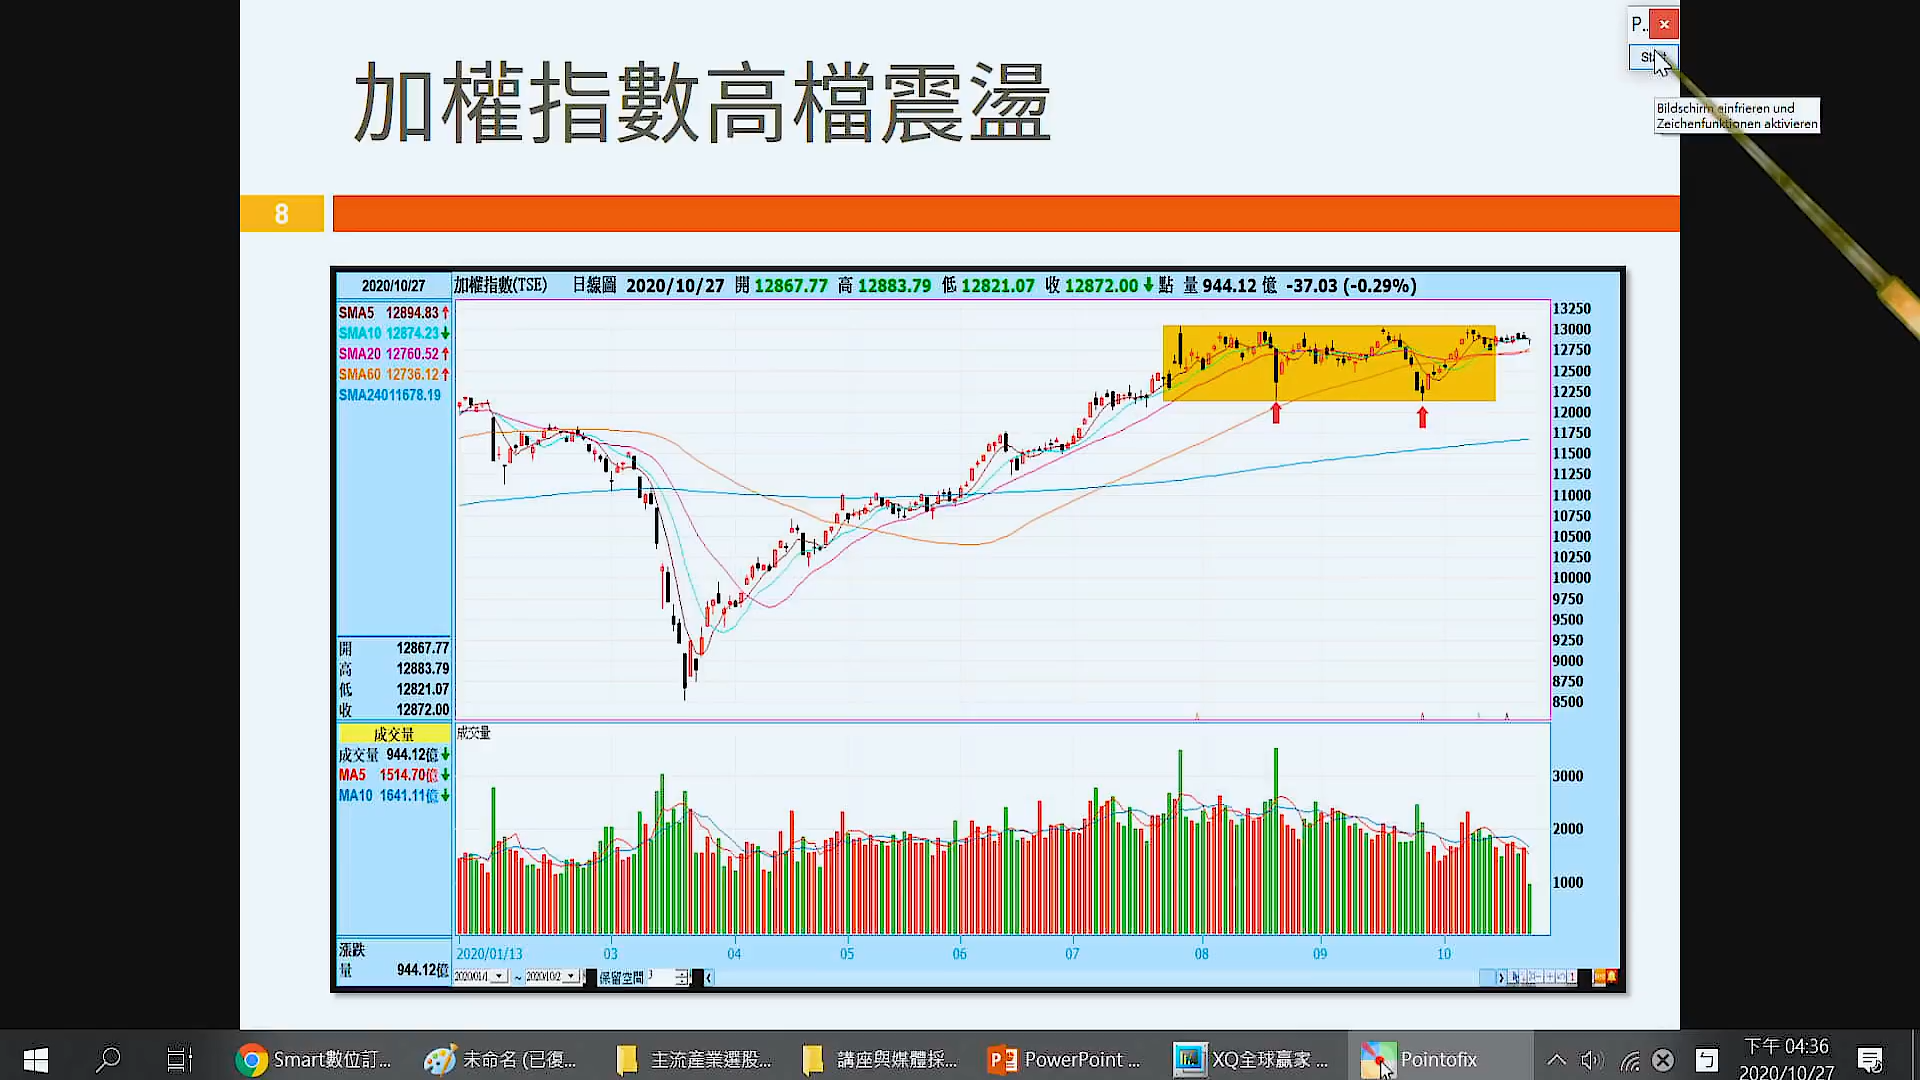 加權指數高檔震盪
P..
Bildschirm einfrieren und
Zeichenfunktionen aktivieren
8
2020/10/27 加權指數(TSE) 日線圖 2020/10/27 開 12867.77 高 12883.79 低 12821.07 收 12872.00 點 量 944.12 億 -37.03 (-0.29%)
SMA5 12894.83
SMA10 12874.23
SMA20 12760.52
SMA60 12736.12
SMA24011678.19
13250
13000
12750
12500
12250
12000
11750
11500
11250
11000
10750
10500
10250
10000
9750
9500
9250
9000
8750
8500
開 12867.77
高 12883.79
低 12821.07
收 12872.00
成交量
成交量 944.12億
MA5 1514.70億
MA10 1641.11億
成交量
3000
2000
1000
漲跌
量 944.12億
2020/01/13 03 04 05 06 07 08 09 10
保留空間 3
Smart數位訂...
未命名 (已復...
主流產業選股...
講座與媒體採...
PowerPoint ...
XQ全球贏家 ...
Pointofix
下午 04:36
2020/10/27